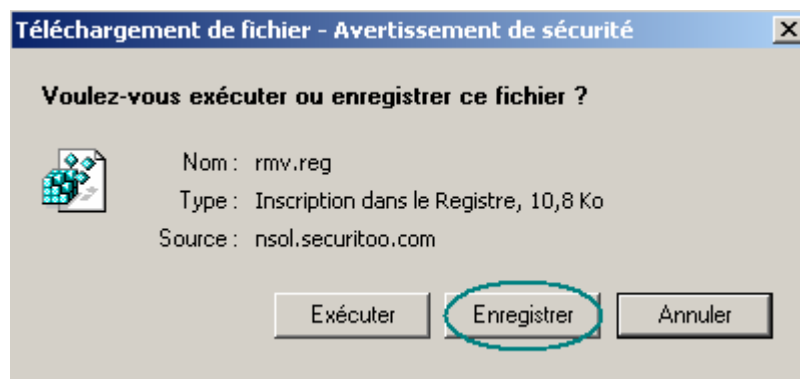 Téléchargement de fichier - Avertissement de sécurité
Voulez-vous exécuter ou enregistrer ce fichier ?
Nom : rmv.reg
Type : Inscription dans le Registre, 10,8 Ko
Source : nsol.securitoo.com
Exécuter Enregistrer Annuler